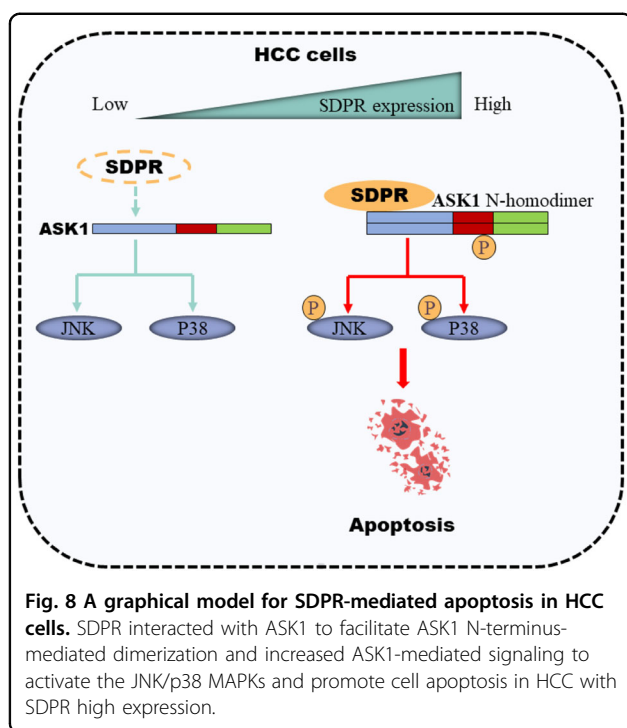 HCC cells
Low
SDPR expression
High
SDPR
ASK1
JNK
P38
SDPR
ASK1 N-homodimer
P
P
JNK
P
P38
Apoptosis
Fig. 8 A graphical model for SDPR-mediated apoptosis in HCC
cells. SDPR interacted with ASK1 to facilitate ASK1 N-terminus-
mediated dimerization and increased ASK1-mediated signaling to
activate the JNK/p38 MAPKs and promote cell apoptosis in HCC with
SDPR high expression.